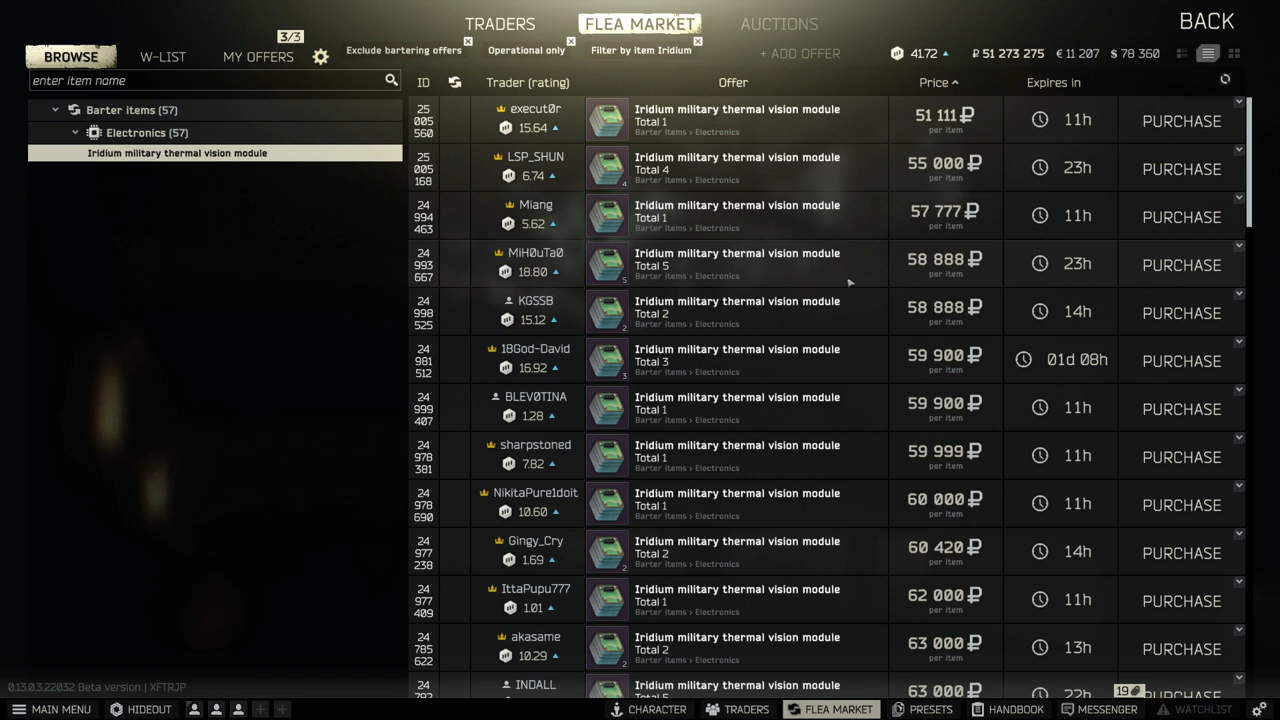 TRADERS
FLEA MARKET
AUCTIONS
BACK
BROWSE
W-LIST
MY OFFERS
3/3
Exclude bartering offers
Operational only
Filter by item Iridium
+ ADD OFFER
41.72
₽ 51 273 275
€ 11 207
$ 78 360
enter item name
ID
Trader (rating)
Offer
Price
Expires in
Barter items (57)
Electronics (57)
Iridium military thermal vision module
25
005
560
execut0r
15.64
Iridium military thermal vision module
Total 1
51 111 ₽
per item
11h
PURCHASE
25
005
168
LSP_SHUN
6.74
4
Iridium military thermal vision module
Total 4
Barter items > Electronics
55 000 ₽
per item
23h
PURCHASE
24
994
463
Miang
5.62
Iridium military thermal vision module
Total 1
Barter items > Electronics
57 777 ₽
per item
11h
PURCHASE
24
993
667
MiH0uTa0
18.80
5
Iridium military thermal vision module
Total 5
Barter items > Electronics
58 888 ₽
per item
23h
PURCHASE
24
998
525
KGSSB
15.12
2
Iridium military thermal vision module
Total 2
Barter items > Electronics
58 888 ₽
per item
14h
PURCHASE
24
981
512
18God-David
16.92
3
Iridium military thermal vision module
Total 3
Barter items > Electronics
59 900 ₽
per item
01d 08h
PURCHASE
24
999
407
BLEV0TINA
1.28
Iridium military thermal vision module
Total 1
Barter items > Electronics
59 900 ₽
per item
11h
PURCHASE
24
978
381
sharpstoned
7.82
Iridium military thermal vision module
Total 1
Barter items > Electronics
59 999 ₽
per item
11h
PURCHASE
24
978
690
NikitaPure1doit
10.60
Iridium military thermal vision module
Total 1
Barter items > Electronics
60 000 ₽
per item
11h
PURCHASE
24
977
238
Gingy_Cry
1.69
2
Iridium military thermal vision module
Total 2
Barter items > Electronics
60 420 ₽
per item
14h
PURCHASE
24
977
409
IttaPupu777
1.01
Iridium military thermal vision module
Total 1
Barter items > Electronics
62 000 ₽
per item
11h
PURCHASE
24
785
622
akasame
10.29
2
Iridium military thermal vision module
Total 2
Barter items > Electronics
63 000 ₽
per item
13h
PURCHASE
24
INDALL
Iridium military thermal vision module
63 000 ₽
22h
PURCHASE
19
0.13.0.3.22032 Beta version | XFTRJP
MAIN MENU
HIDEOUT
CHARACTER
TRADERS
FLEA MARKET
PRESETS
HANDBOOK
MESSENGER
WATCHLIST